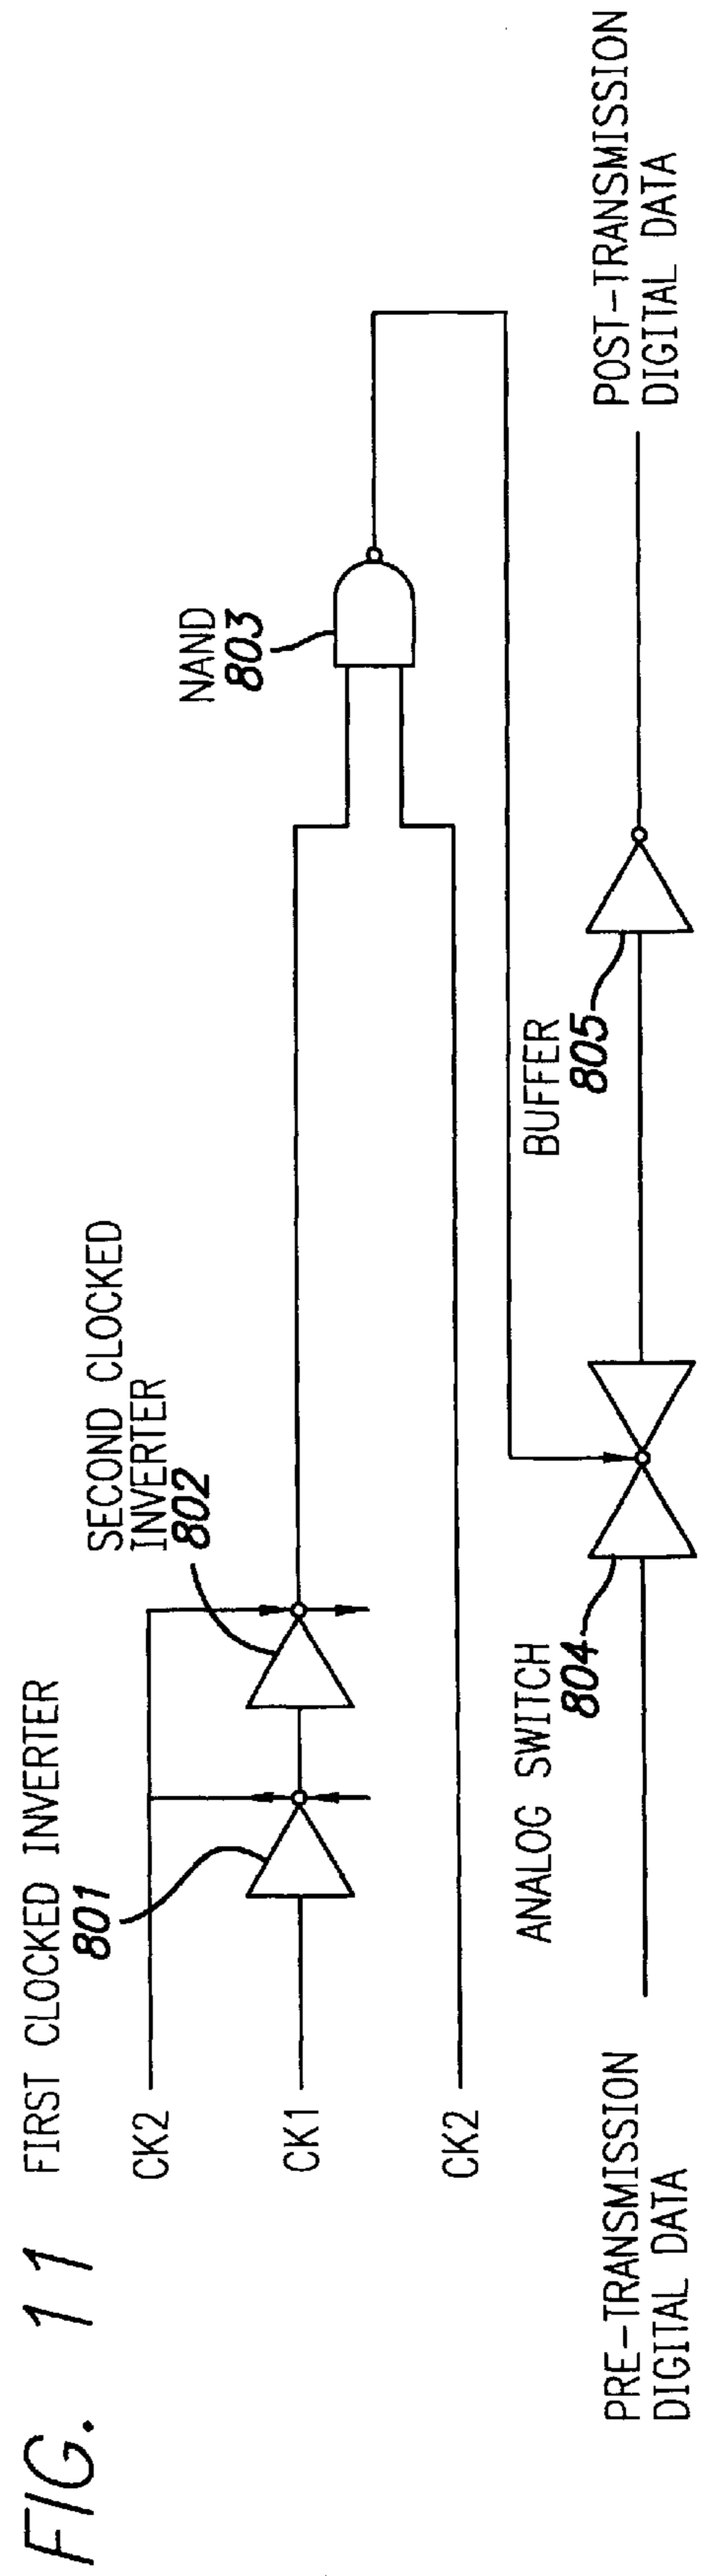 FIG. 11
FIRST CLOCKED INVERTER
801
SECOND CLOCKED
INVERTER
802
NAND
803
CK2
CK1
CK2
ANALOG SWITCH
804
BUFFER
805
PRE-TRANSMISSION
DIGITAL DATA
POST-TRANSMISSION
DIGITAL DATA